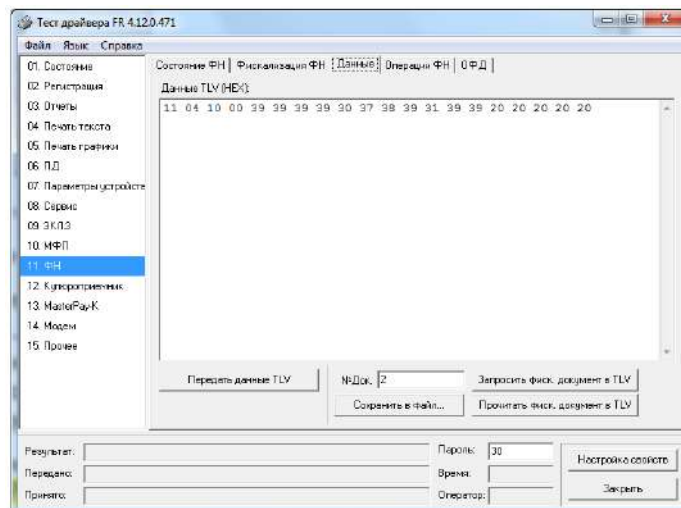 Тест драйвера FR 4.12.0.471
Файл Язык Справка
01. Состояние
02. Регистрация
03. Отчеты
04. Печать текста
05. Печать графики
06. ПД
07. Параметры устройств
08. Сервис
09. ЭКЛЗ
10. МФП
11. ФН
12. Купюроприемник
13. MasterPay-K
14. Модем
15. Прочее
Состояние ФН Фискализация ФН Данные Операции ФН ОФД
Данные TLV (HEX):
11 04 10 00 39 39 39 39 30 37 38 39 31 39 39 20 20 20 20 20
Передать данные TLV
№Док. 2
Запросить фиск. документ в TLV
Сохранить в файл...
Прочитать фиск. документ в TLV
Результат:
Передано:
Принято:
Пароль: 30
Время:
Оператор:
Настройка свойств
Закрыть